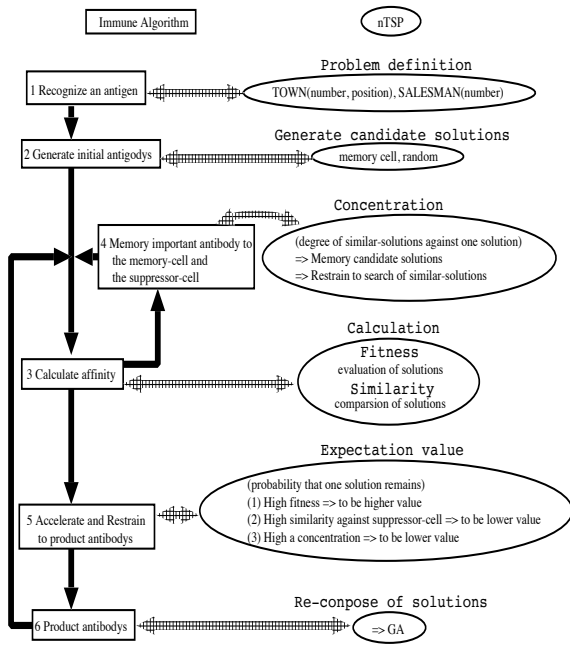 Immune Algorithm
nTSP
Problem definition
1 Recognize an antigen
TOWN(number, position), SALESMAN(number)
Generate candidate solutions
2 Generate initial antigodys
memory cell, random
Concentration
4 Memory important antibody to
the memory-cell and
the suppressor-cell
(degree of similar-solutions against one solution)
=> Memory candidate solutions
=> Restrain to search of similar-solutions
Calculation
Fitness
evaluation of solutions
Similarity
comparsion of solutions
3 Calculate affinity
Expectation value
(probability that one solution remains)
(1) High fitness => to be higher value
(2) High similarity against suppressor-cell => to be lower value
(3) High a concentration => to be lower value
5 Accelerate and Restrain
to product antibodys
Re-conpose of solutions
6 Product antibodys
=> GA